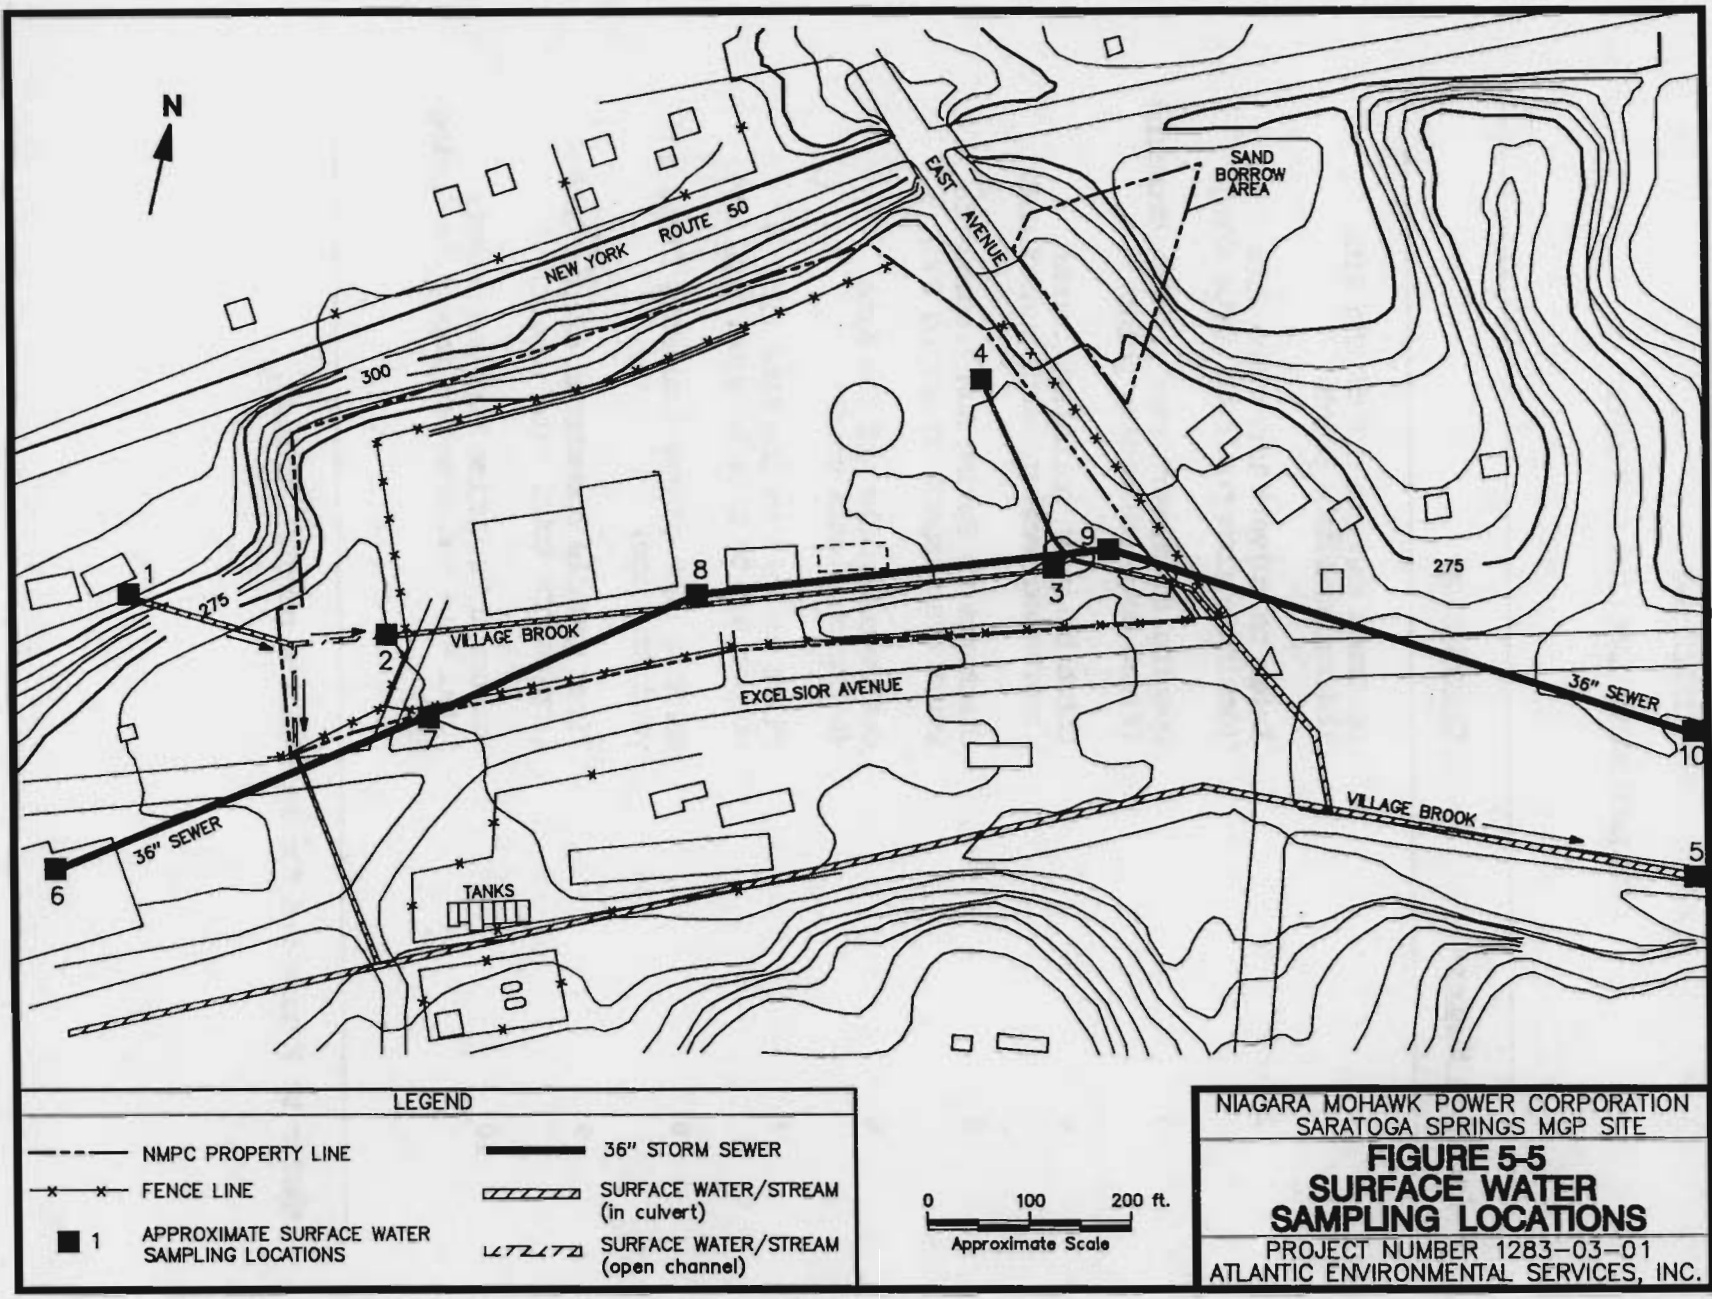 N
EAST AVENUE
SAND
BORROW
AREA
NEW YORK ROUTE 50
300
4
1
275
8
9
3
275
2
VILLAGE BROOK
7
EXCELSIOR AVENUE
36" SEWER
10
36" SEWER
6
VILLAGE BROOK
5
TANKS
LEGEND
NMPC PROPERTY LINE
FENCE LINE
1 APPROXIMATE SURFACE WATER
SAMPLING LOCATIONS
36" STORM SEWER
SURFACE WATER/STREAM
(in culvert)
SURFACE WATER/STREAM
(open channel)
0 100 200 ft.
Approximate Scale
NIAGARA MOHAWK POWER CORPORATION
SARATOGA SPRINGS MGP SITE
FIGURE 5-5
SURFACE WATER
SAMPLING LOCATIONS
PROJECT NUMBER 1283-03-01
ATLANTIC ENVIRONMENTAL SERVICES, INC.